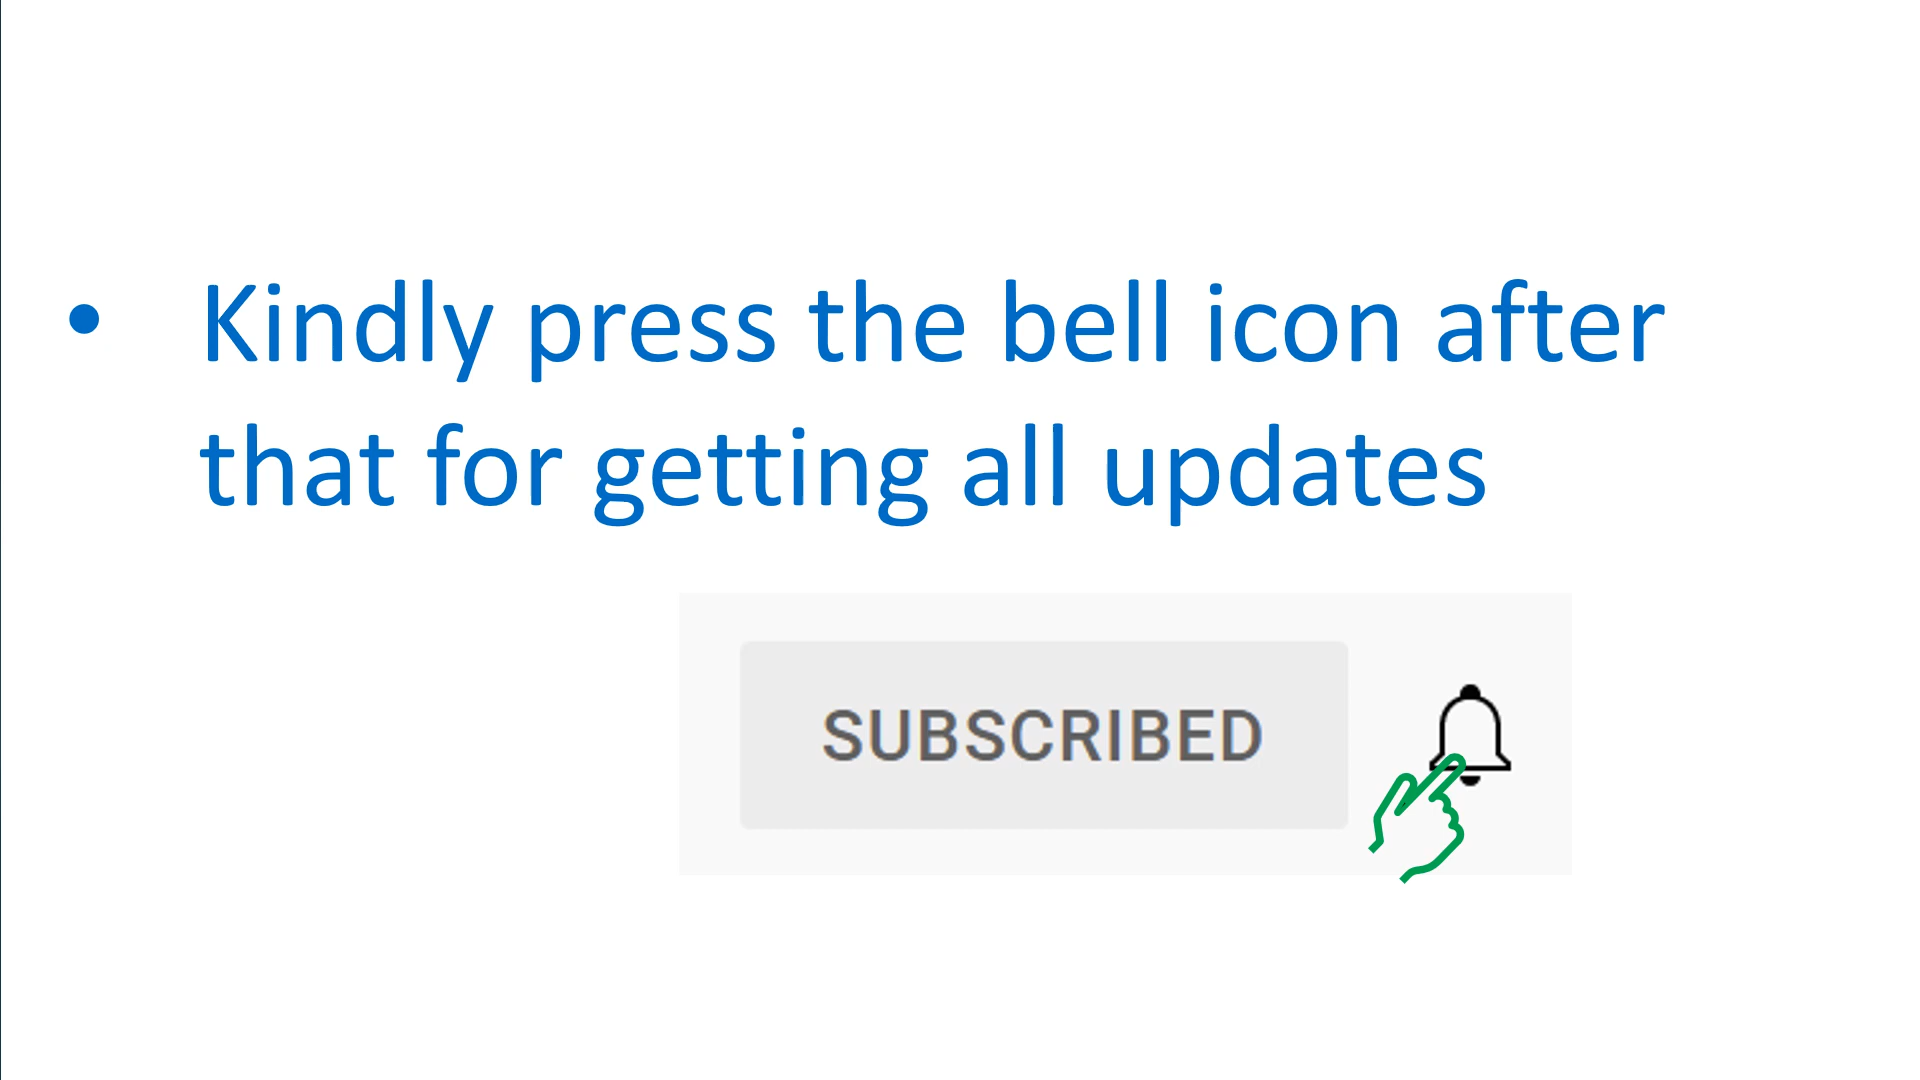 • Kindly press the bell icon after
that for getting all updates
SUBSCRIBED